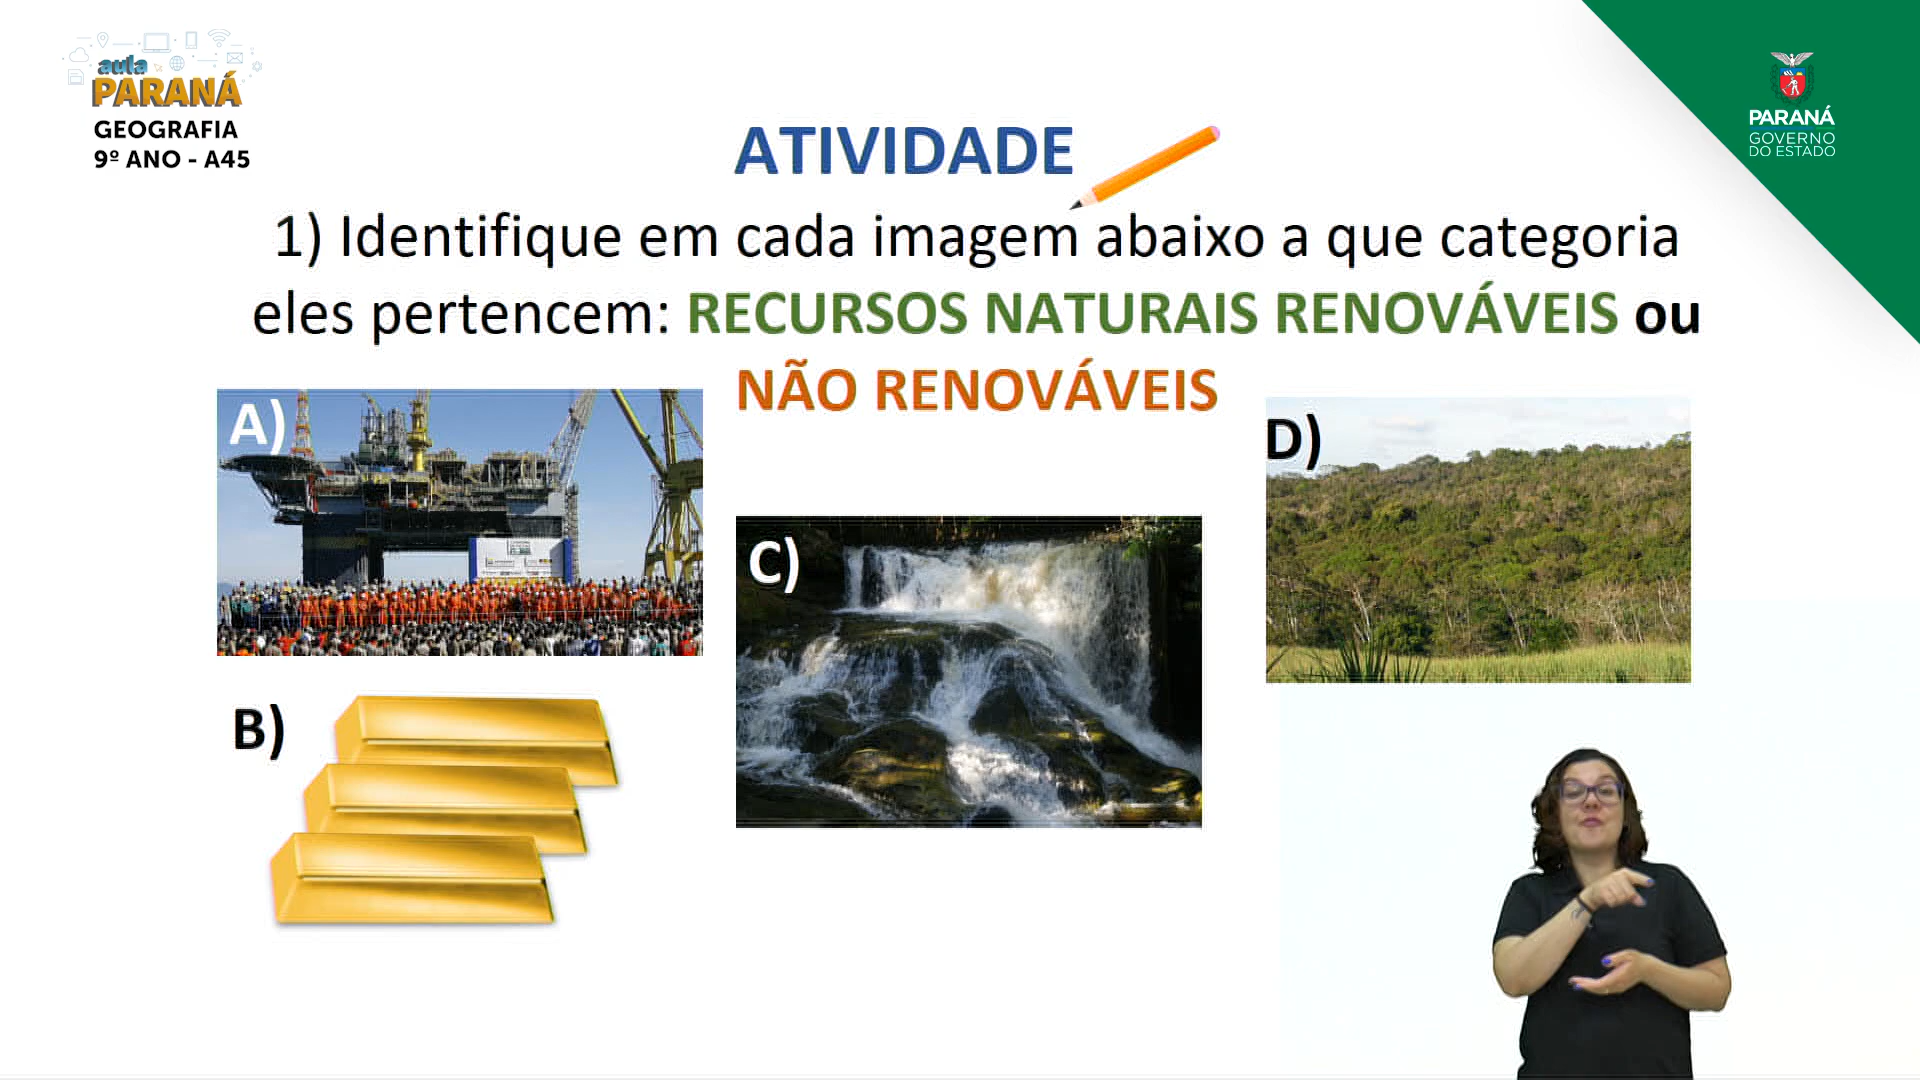 aula
PARANÁ
GEOGRAFIA
9º ANO - A45
PARANÁ
GOVERNO
DO ESTADO
ATIVIDADE
1) Identifique em cada imagem abaixo a que categoria
eles pertencem: RECURSOS NATURAIS RENOVÁVEIS ou
NÃO RENOVÁVEIS
A)
B)
C)
D)